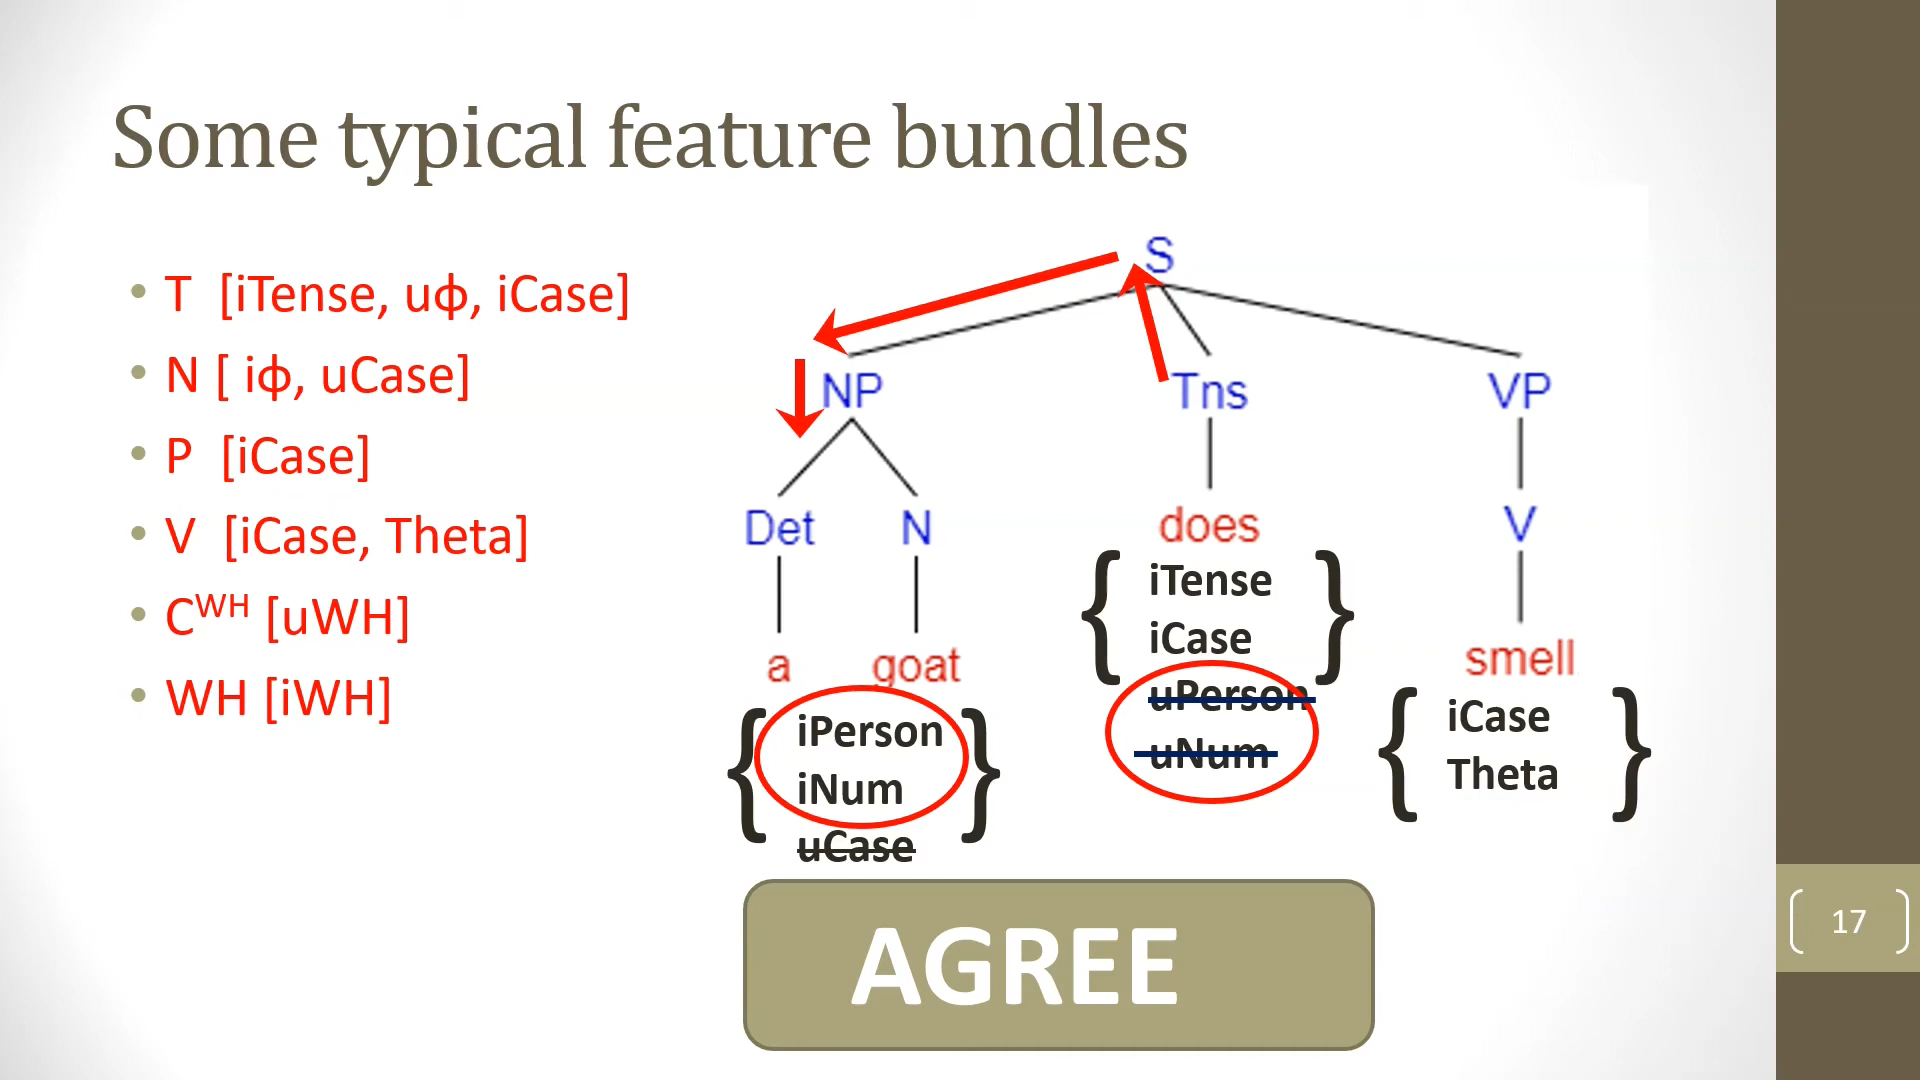 Some typical feature bundles
• T [iTense, uφ, iCase]
• N [ iφ, uCase]
• P [iCase]
• V [iCase, Theta]
• Cᵂᴴ [uWH]
• WH [iWH]
S
NP Tns VP
Det N does V
a goat smell
{ iTense }
iCase
uPerson
uNum
{ iPerson }
iNum
uCase
{ iCase }
Theta
AGREE
17